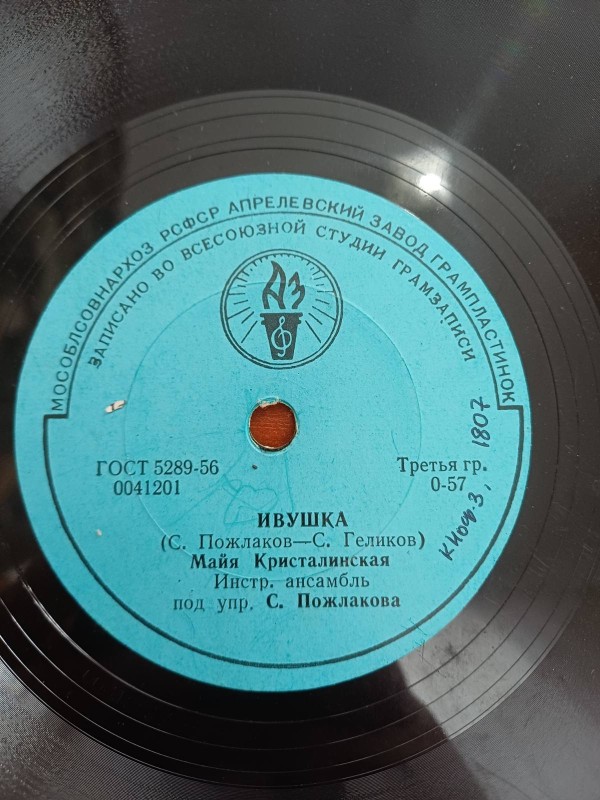 МОСОБЛСОВНАРХОЗ РСФСР АПРЕЛЕВСКИЙ ЗАВОД ГРАМПЛАСТИНОК
ЗАПИСАНО ВО ВСЕСОЮЗНОЙ СТУДИИ ГРАМЗАПИСИ
АЗ
ГОСТ 5289-56
0041201
Третья гр.
0-57
ИВУШКА
(С. Пожлаков—С. Геликов)
Майя Кристалинская
Инстр. ансамбль
под упр. С. Пожлакова
1807